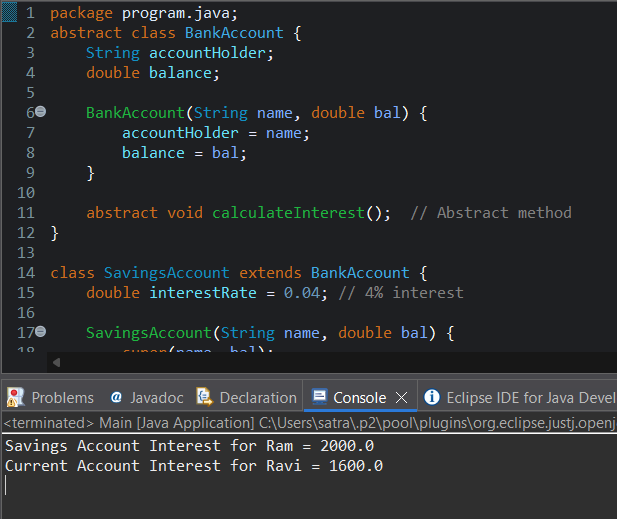 1 package program.java;
2 abstract class BankAccount {
3     String accountHolder;
4     double balance;
5
6     BankAccount(String name, double bal) {
7         accountHolder = name;
8         balance = bal;
9     }
10
11     abstract void calculateInterest();  // Abstract method
12 }
13
14 class SavingsAccount extends BankAccount {
15     double interestRate = 0.04; // 4% interest
16
17     SavingsAccount(String name, double bal) {
18         super(name, bal);
Problems @ Javadoc Declaration Console Eclipse IDE for Java Devel
<terminated> Main [Java Application] C:\Users\satra\.p2\pool\plugins\org.eclipse.justj.openj
Savings Account Interest for Ram = 2000.0
Current Account Interest for Ravi = 1600.0